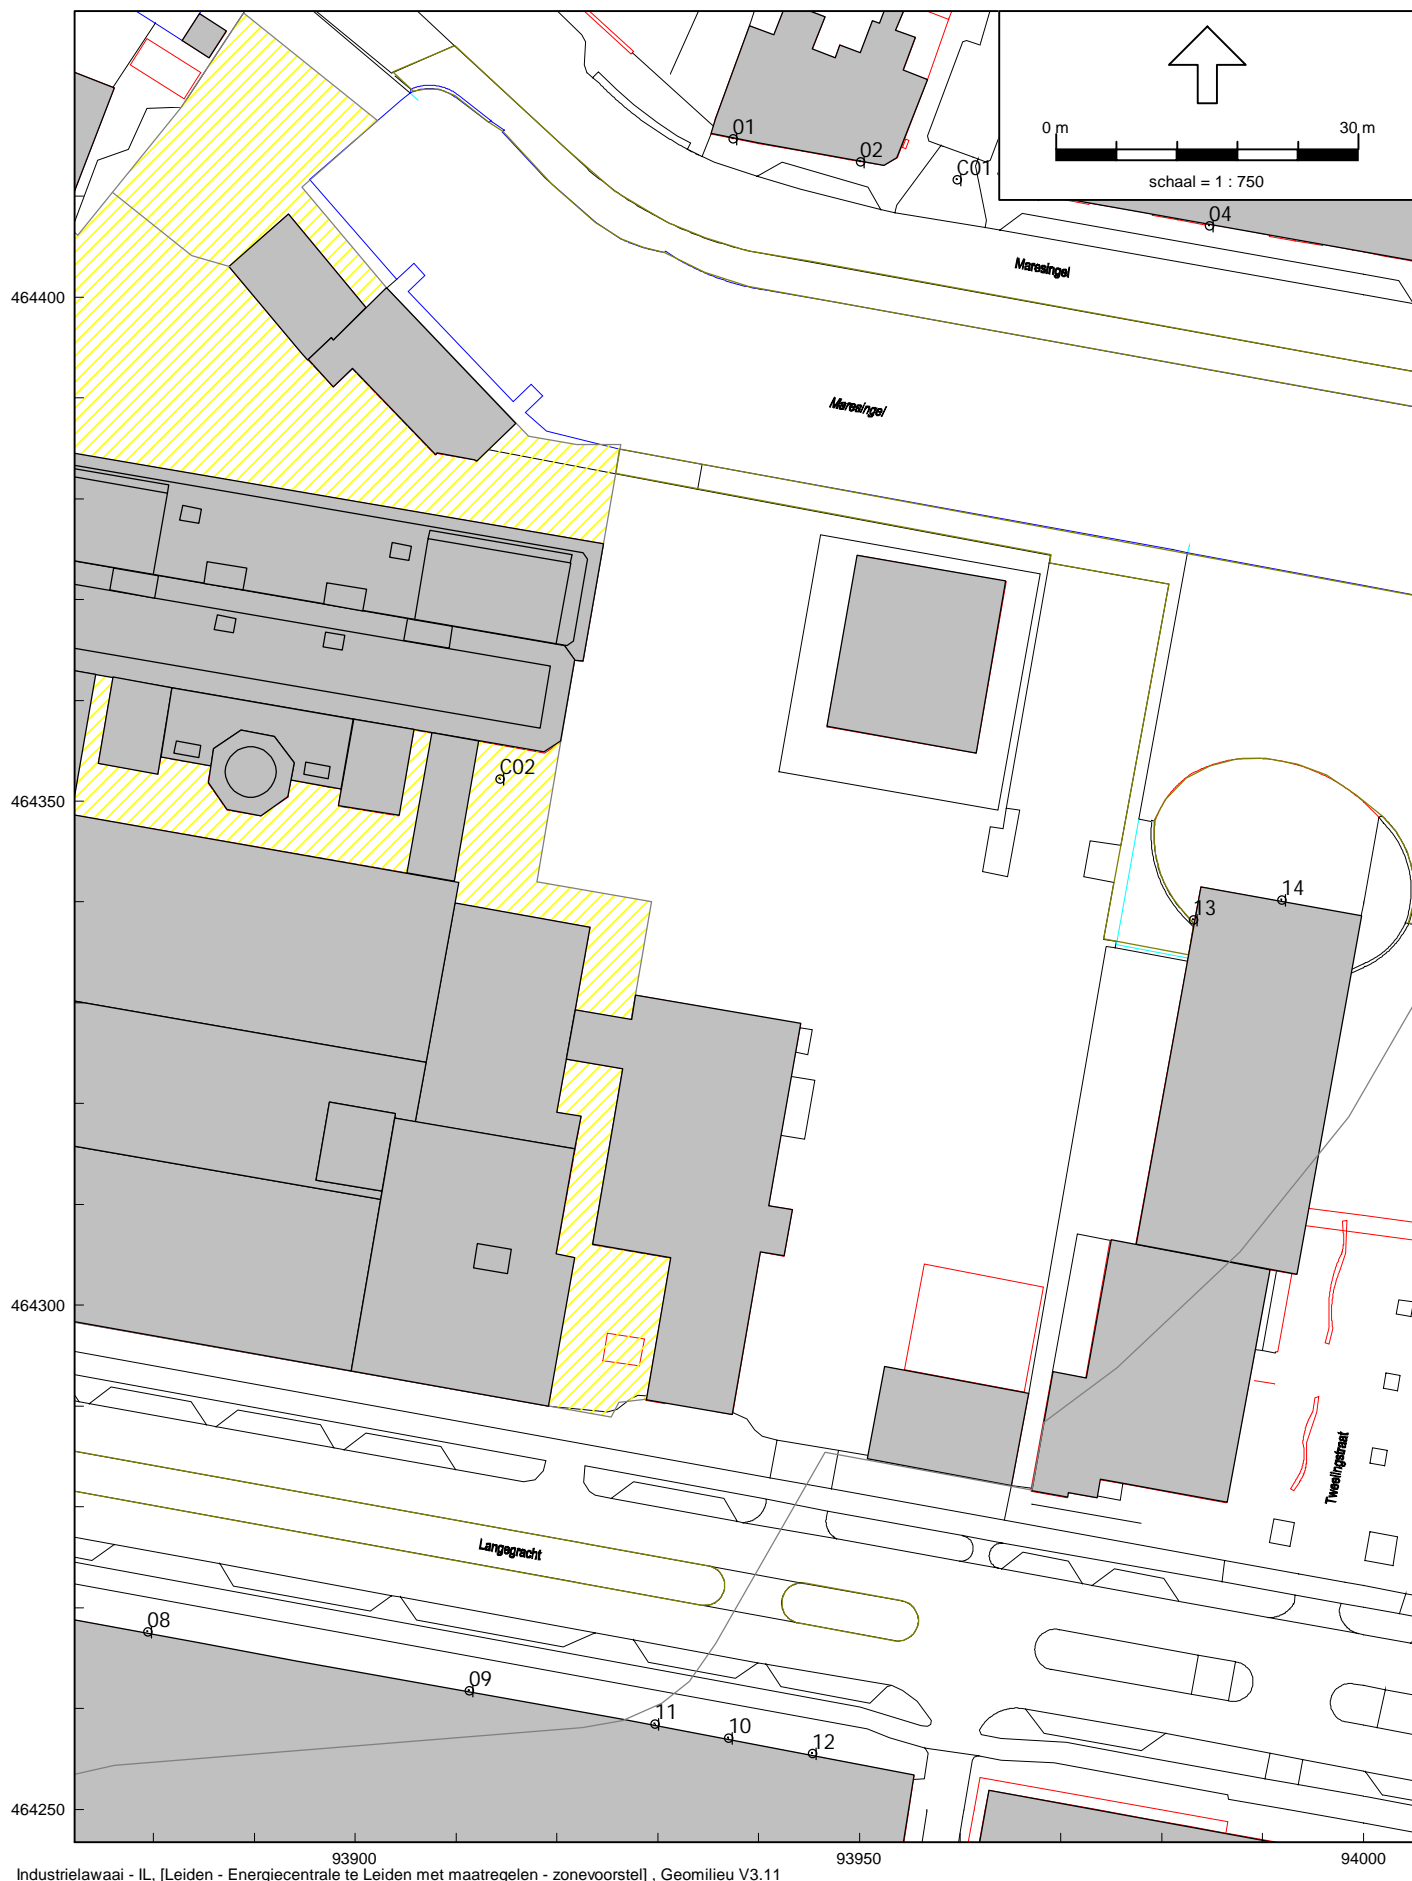 0 m 30 m
schaal = 1 : 750
01
02
C01
04
Maresingel
464400
Maresingel
C02
464350
14
13
464300
Tweelingstraat
Langegracht
08
09
11
10
12
464250
93900
93950
94000
Industrielawaai - IL, [Leiden - Energiecentrale te Leiden met maatregelen - zonevoorstel] , Geomilieu V3.11